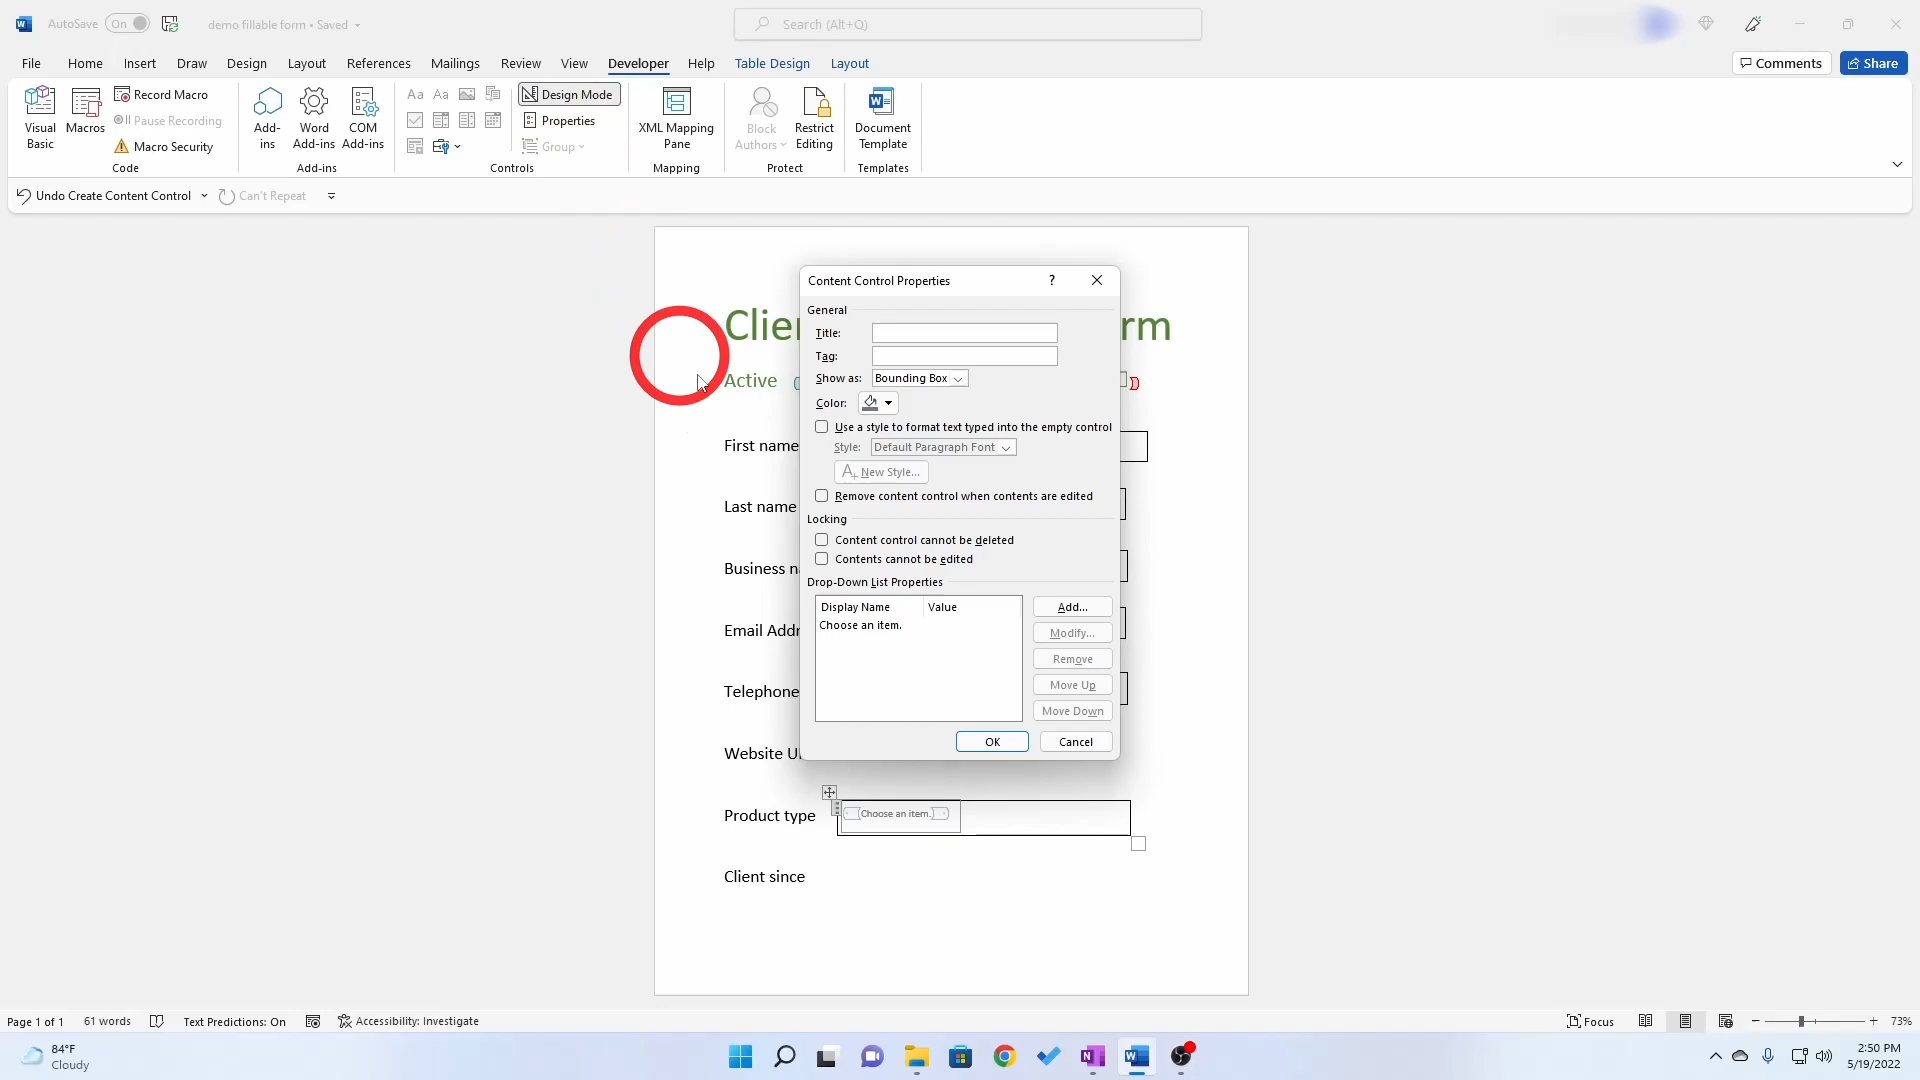 AutoSave On demo fillable form • Saved Search (Alt+Q)
File Home Insert Draw Design Layout References Mailings Review View Developer Help Table Design Layout Comments Share
Visual Basic
Macros
Record Macro
Pause Recording
Macro Security
Code
Add-ins
Word Add-ins
COM Add-ins
Add-ins
Aa Aa
Design Mode
Properties
Group
Controls
XML Mapping Pane
Mapping
Block Authors
Restrict Editing
Protect
Document Template
Templates
Undo Create Content Control Can't Repeat
Active
First name
Last name
Telephone
Product type Choose an item.
Client since
Content Control Properties ?
General
Title:
Tag:
Show as: Bounding Box
Color:
Use a style to format text typed into the empty control
Style: Default Paragraph Font
New Style...
Remove content control when contents are edited
Locking
Content control cannot be deleted
Contents cannot be edited
Drop-Down List Properties
Display Name Value
Choose an item.
Add...
Modify...
Remove
Move Up
Move Down
OK Cancel
Page 1 of 1 61 words Text Predictions: On Accessibility: Investigate Focus 73%
84°F
Cloudy
2:50 PM
5/19/2022